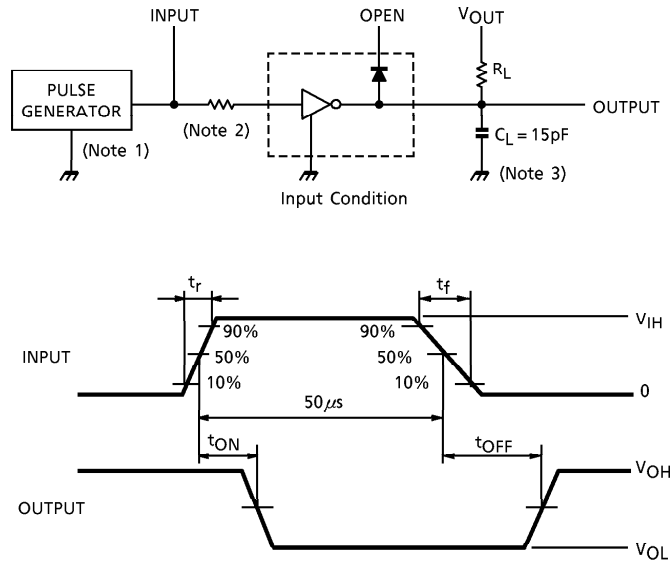 INPUT
OPEN
VOUT
PULSE
GENERATOR
RL
OUTPUT
(Note 2)
(Note 1)
CL = 15pF
(Note 3)
Input Condition
tr
tf
VIH
90%
90%
INPUT
50%
50%
10%
10%
0
50μs
tON
tOFF
VOH
OUTPUT
VOL